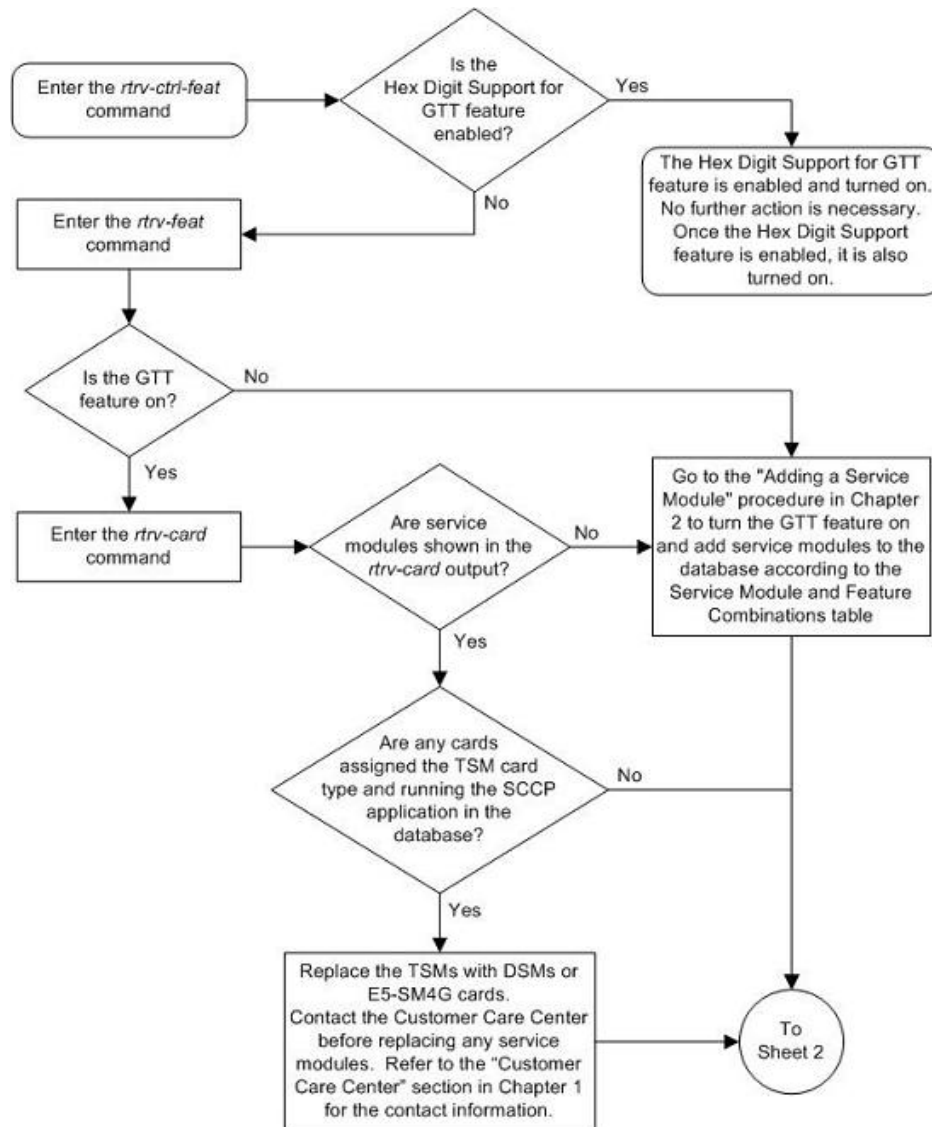 Enter the rtrv-ctrl-feat
command
Is the
Hex Digit Support for
GTT feature
enabled?
Yes
The Hex Digit Support for GTT
feature is enabled and turned on.
No further action is necessary.
Once the Hex Digit Support
feature is enabled, it is also
turned on.
No
Enter the rtrv-feat
command
Is the GTT
feature on?
No
Yes
Enter the rtrv-card
command
Are service
modules shown in the
rtrv-card output?
No
Go to the "Adding a Service
Module" procedure in Chapter
2 to turn the GTT feature on
and add service modules to the
database according to the
Service Module and Feature
Combinations table
Yes
Are any cards
assigned the TSM card
type and running the SCCP
application in the
database?
No
Yes
Replace the TSMs with DSMs or
E5-SM4G cards.
Contact the Customer Care Center
before replacing any service
modules. Refer to the "Customer
Care Center" section in Chapter 1
for the contact information.
To
Sheet 2